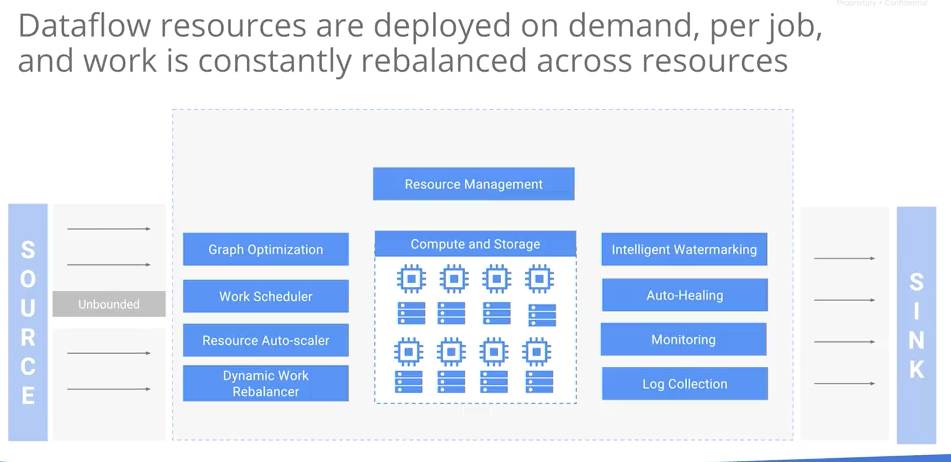 Proprietary + Confidential
Dataflow resources are deployed on demand, per job,
and work is constantly rebalanced across resources
Resource Management
SOURCE
Unbounded
Graph Optimization
Work Scheduler
Resource Auto-scaler
Dynamic Work
Rebalancer
Compute and Storage
Intelligent Watermarking
Auto-Healing
Monitoring
Log Collection
SINK